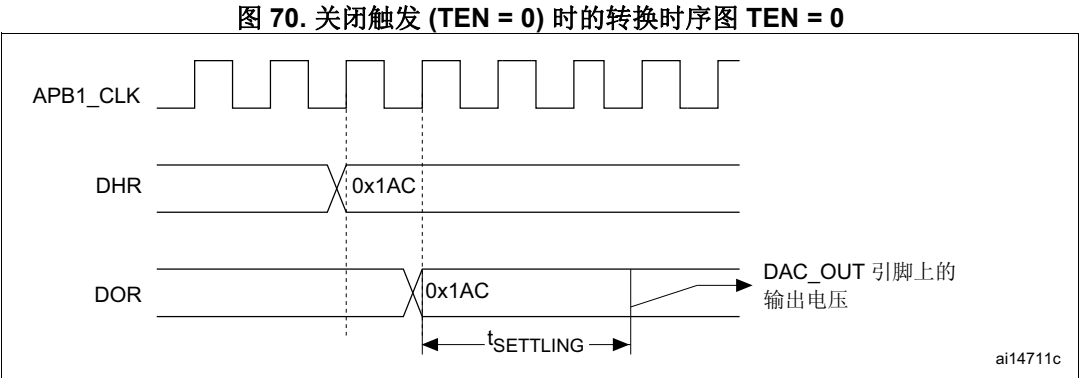 图 70. 关闭触发 (TEN = 0) 时的转换时序图 TEN = 0
APB1_CLK
DHR
0x1AC
DOR
0x1AC
DAC_OUT 引脚上的
输出电压
tSETTLING
ai14711c